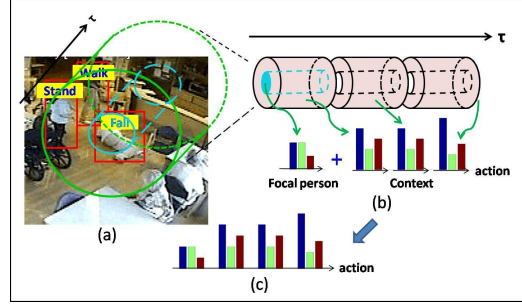 τ
τ
Walk
Stand
Fall
+
Focal person
Context
action
(a)
(b)
action
(c)